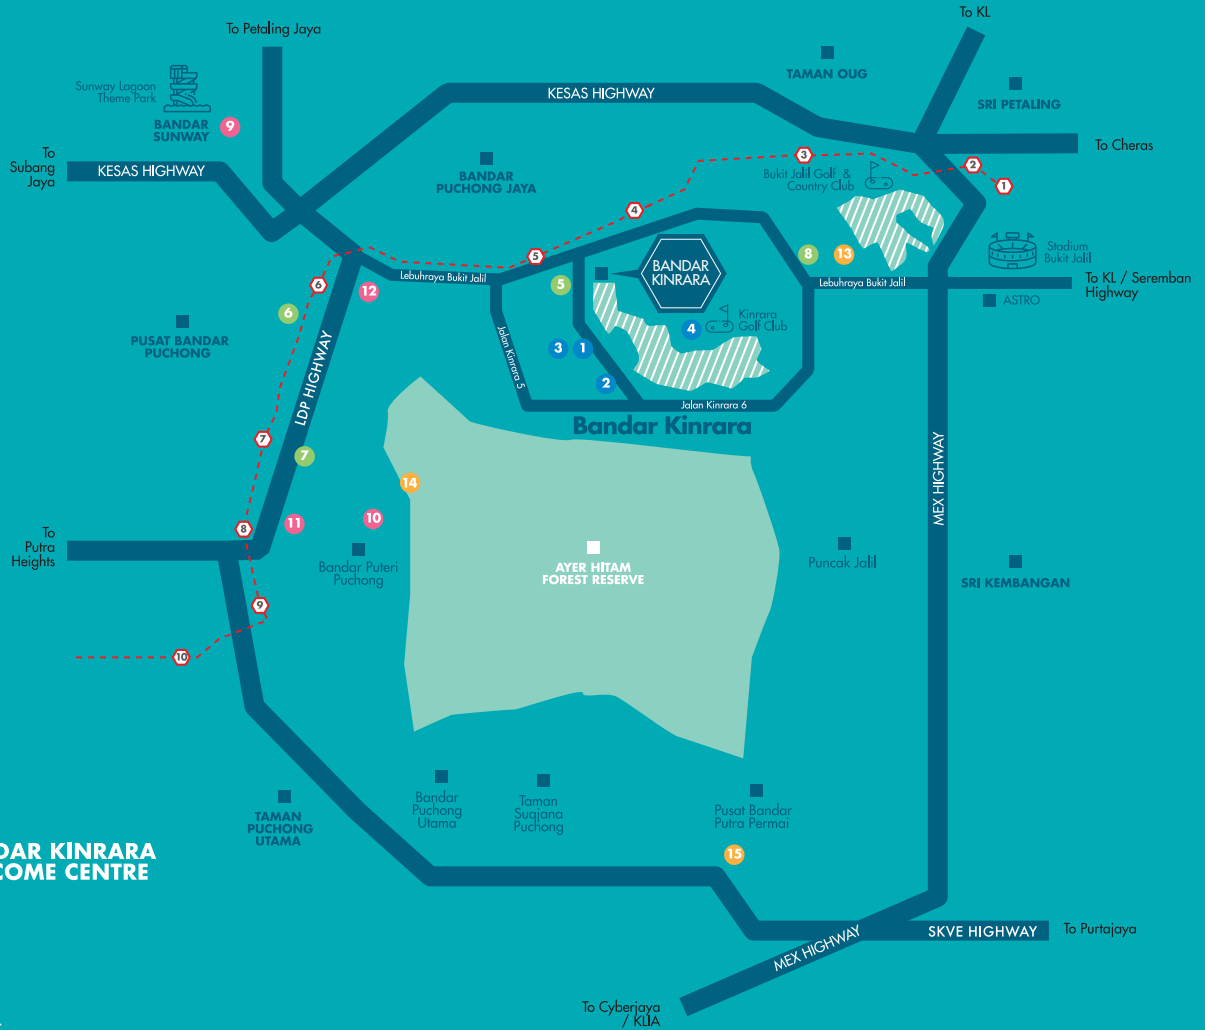 To KL
To Petaling Jaya
TAMAN OUG
Sunway Lagoon
Theme Park
KESAS HIGHWAY
SRI PETALING
BANDAR
SUNWAY
9
To
Subang
Jaya
KESAS HIGHWAY
To Cheras
3
2
1
BANDAR
PUCHONG JAYA
Bukit Jalil Golf &
Country Club
4
5
8
13
Stadium
Bukit Jalil
BANDAR
KINRARA
Lebuhraya Bukit Jalil
Lebuhraya Bukit Jalil
To KL / Seremban
Highway
6
12
5
ASTRO
6
Kinrara
Golf Club
4
PUSAT BANDAR
PUCHONG
Jalan Kinrara 5
3
1
2
LDP HIGHWAY
Jalan Kinrara 6
Bandar Kinrara
7
7
MEX HIGHWAY
14
11
10
8
To
Putra
Heights
Bandar Puteri
Puchong
AYER HITAM
FOREST RESERVE
Puncak Jalil
SRI KEMBANGAN
9
10
Bandar
Puchong
Utama
Taman
Suqjana
Puchong
Pusat Bandar
Putra Permai
TAMAN
PUCHONG
UTAMA
15
DAR KINRARA
COME CENTRE
MEX HIGHWAY
SKVE HIGHWAY
To Purtajaya
To Cyberjaya
/ KLIA